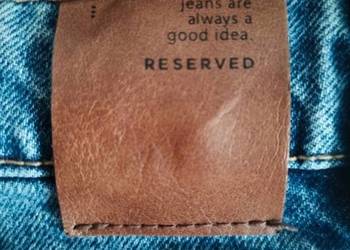 jeans are
always a
good idea.
RESERVED